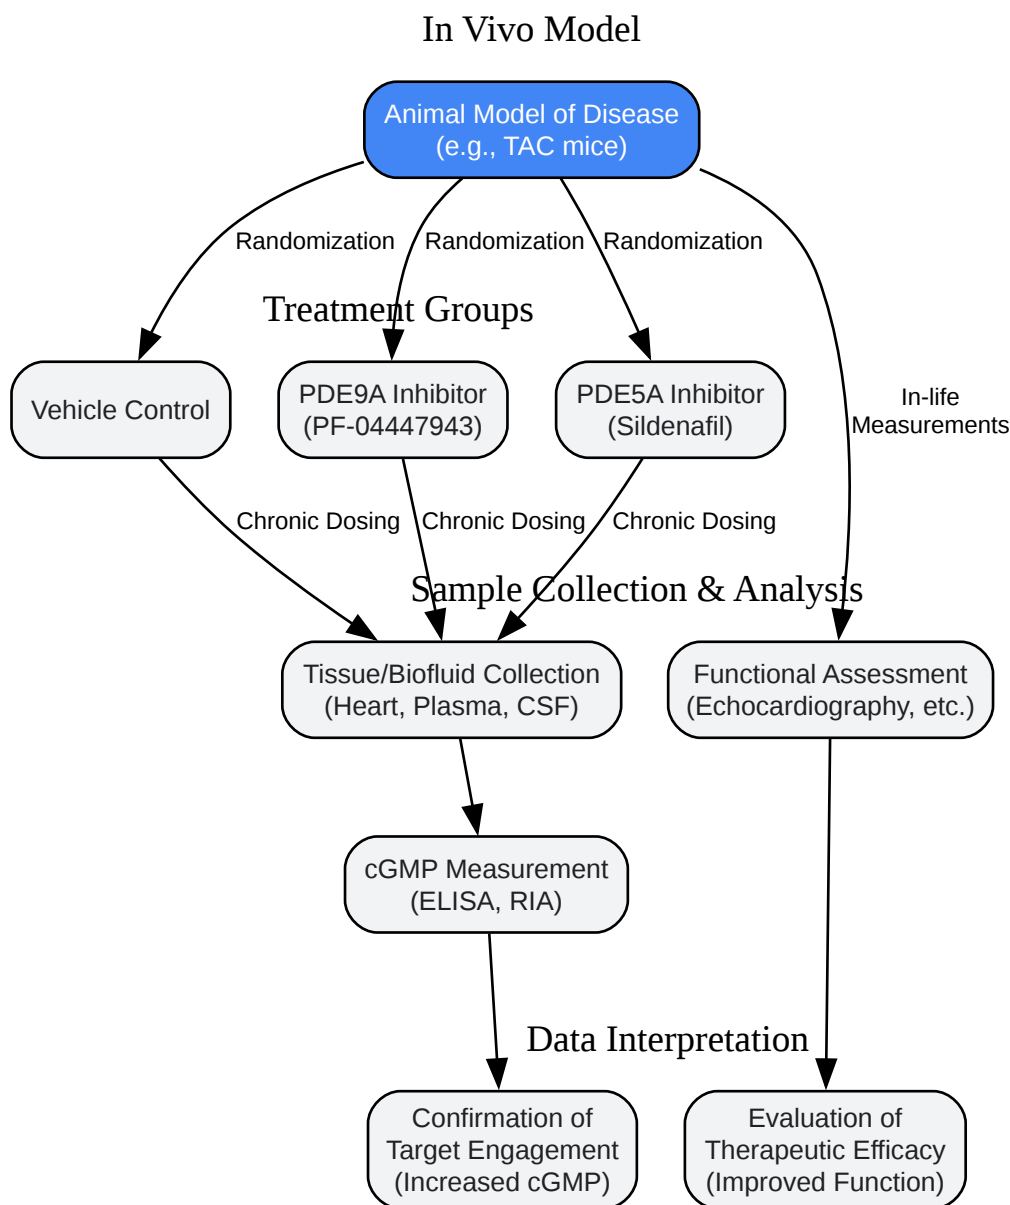 In Vivo Model
Animal Model of Disease
(e.g., TAC mice)
Randomization
Randomization
Randomization
Treatment Groups
Vehicle Control
PDE9A Inhibitor
(PF-04447943)
PDE5A Inhibitor
(Sildenafil)
In-life
Measurements
Chronic Dosing
Chronic Dosing
Chronic Dosing
Sample Collection & Analysis
Tissue/Biofluid Collection
(Heart, Plasma, CSF)
Functional Assessment
(Echocardiography, etc.)
cGMP Measurement
(ELISA, RIA)
Data Interpretation
Confirmation of
Target Engagement
(Increased cGMP)
Evaluation of
Therapeutic Efficacy
(Improved Function)